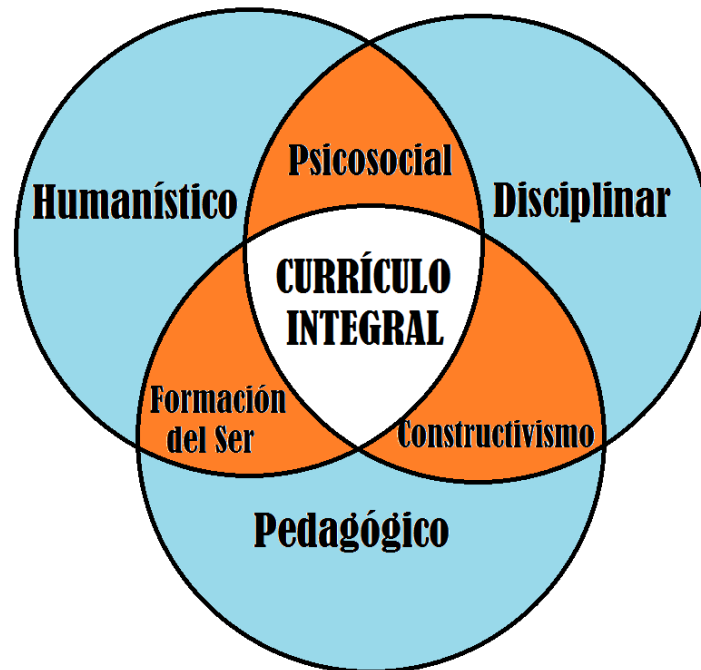 Psicosocial
Humanístico
Disciplinar
CURRÍCULO
INTEGRAL
Formación
del Ser
Constructivismo
Pedagógico